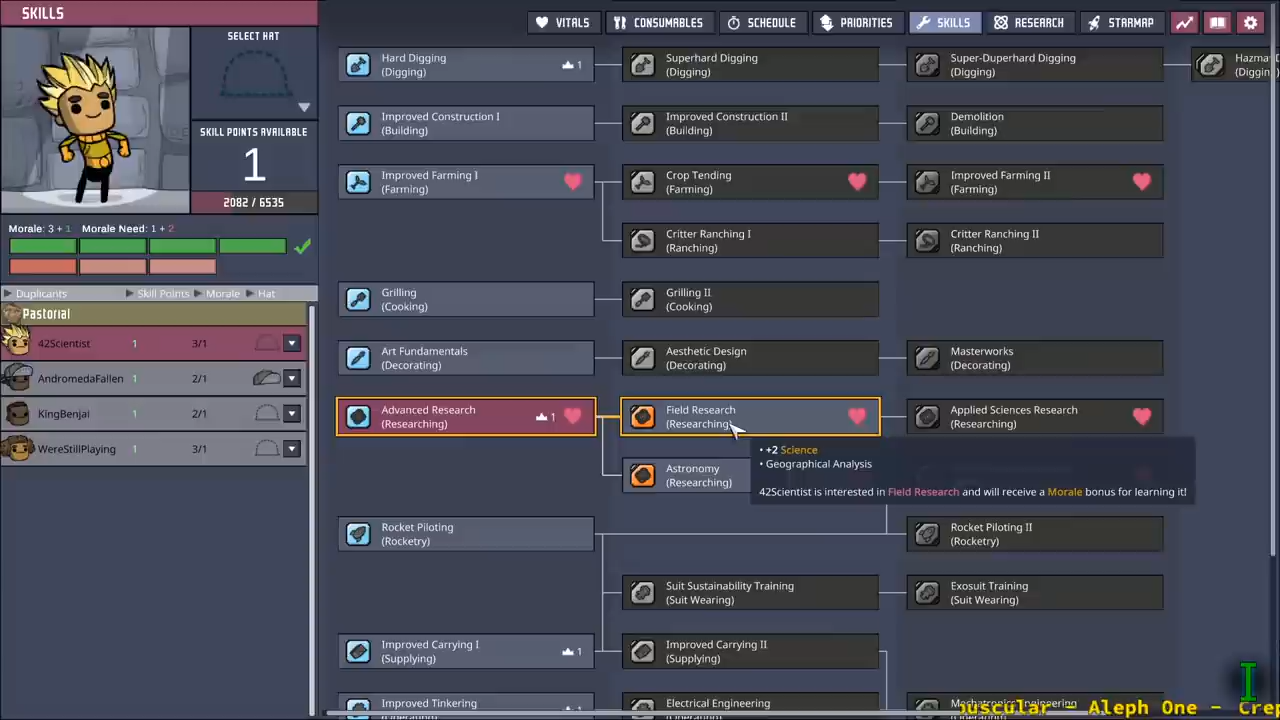 SKILLS
VITALS
CONSUMABLES
SCHEDULE
PRIORITIES
SKILLS
RESEARCH
STARMAP
SELECT HAT
SKILL POINTS AVAILABLE
1
2082 / 6535
Morale: 3 + 1 Morale Need: 1 + 2
Duplicants Skill Points Morale Hat
Pastorial
42Scientist 1 3/1
AndromedaFallen 1 2/1
KingBenjai 1 2/1
WereStillPlaying 1 3/1
Hard Digging
(Digging)
1
Superhard Digging
(Digging)
Super-Duperhard Digging
(Digging)
Improved Construction I
(Building)
Improved Construction II
(Building)
Demolition
(Building)
Improved Farming I
(Farming)
Crop Tending
(Farming)
Improved Farming II
(Farming)
Critter Ranching I
(Ranching)
Critter Ranching II
(Ranching)
Grilling
(Cooking)
Grilling II
(Cooking)
Art Fundamentals
(Decorating)
Aesthetic Design
(Decorating)
Masterworks
(Decorating)
Advanced Research
(Researching)
1
Field Research
(Researching)
Applied Sciences Research
(Researching)
• +2 Science
• Geographical Analysis
42Scientist is interested in Field Research and will receive a Morale bonus for learning it!
Astronomy
(Researching)
Rocket Piloting
(Rocketry)
Rocket Piloting II
(Rocketry)
Suit Sustainability Training
(Suit Wearing)
Exosuit Training
(Suit Wearing)
Improved Carrying I
(Supplying)
1
Improved Carrying II
(Supplying)
Improved Tinkering
Electrical Engineering
- Aleph One -